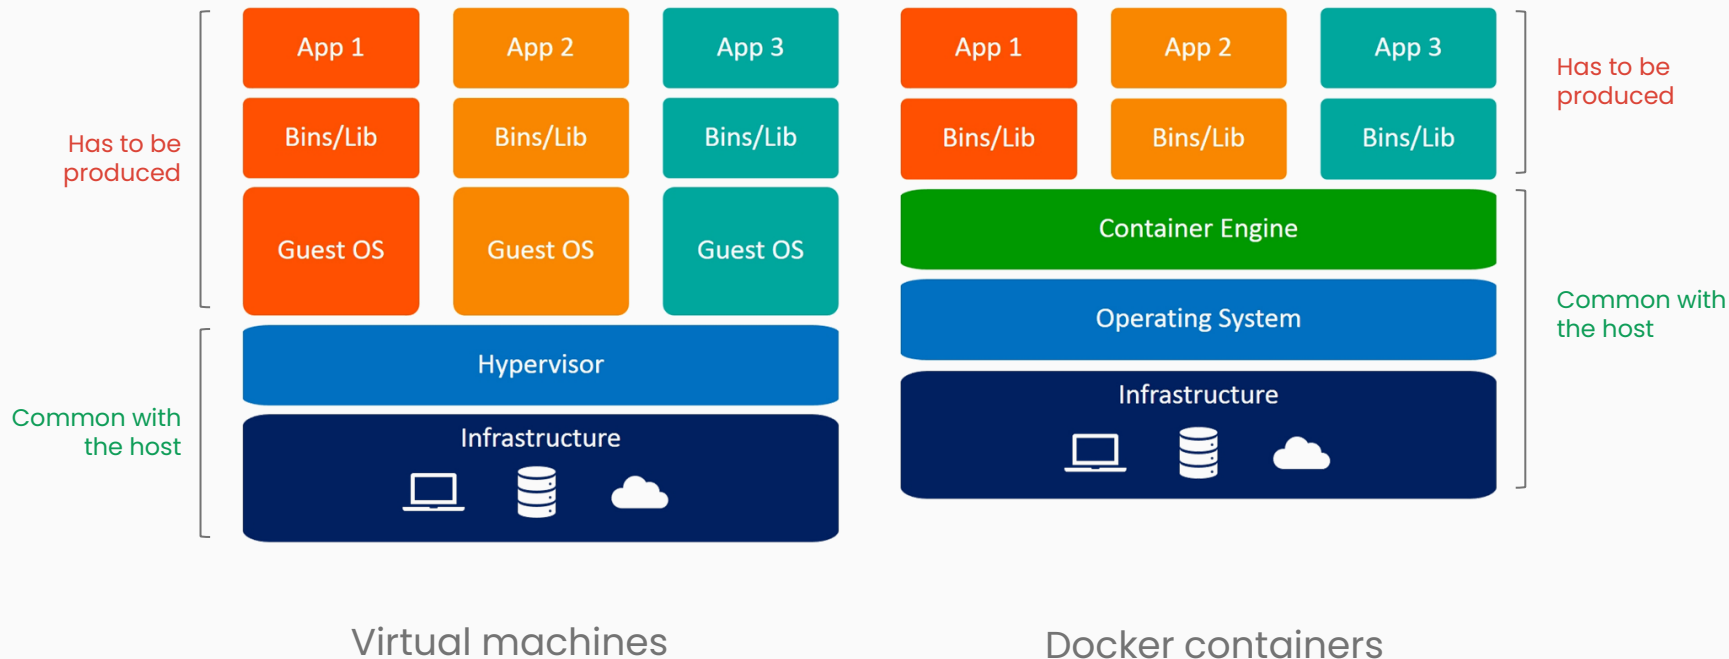 App 1
App 2
App 3
Bins/Lib
Bins/Lib
Bins/Lib
Guest OS
Guest OS
Guest OS
Has to be
produced
Hypervisor
Infrastructure
Common with
the host
Virtual machines
App 1
App 2
App 3
Bins/Lib
Bins/Lib
Bins/Lib
Has to be
produced
Container Engine
Operating System
Infrastructure
Common with
the host
Docker containers